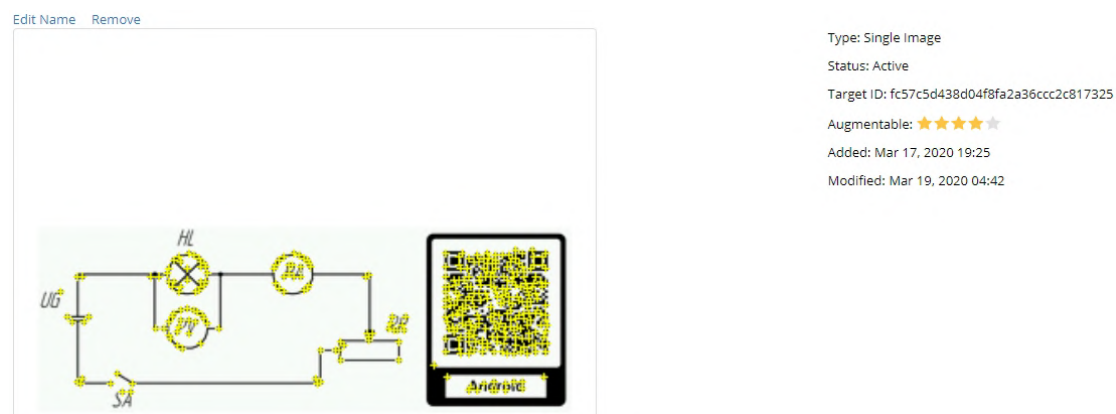 Edit Name Remove
Type: Single Image
Status: Active
Target ID: fc57c5d438d04f8fa2a36ccc2c817325
Augmentable:
Added: Mar 17, 2020 19:25
Modified: Mar 19, 2020 04:42
HL
PA
UG
PV
RR
SA
Android